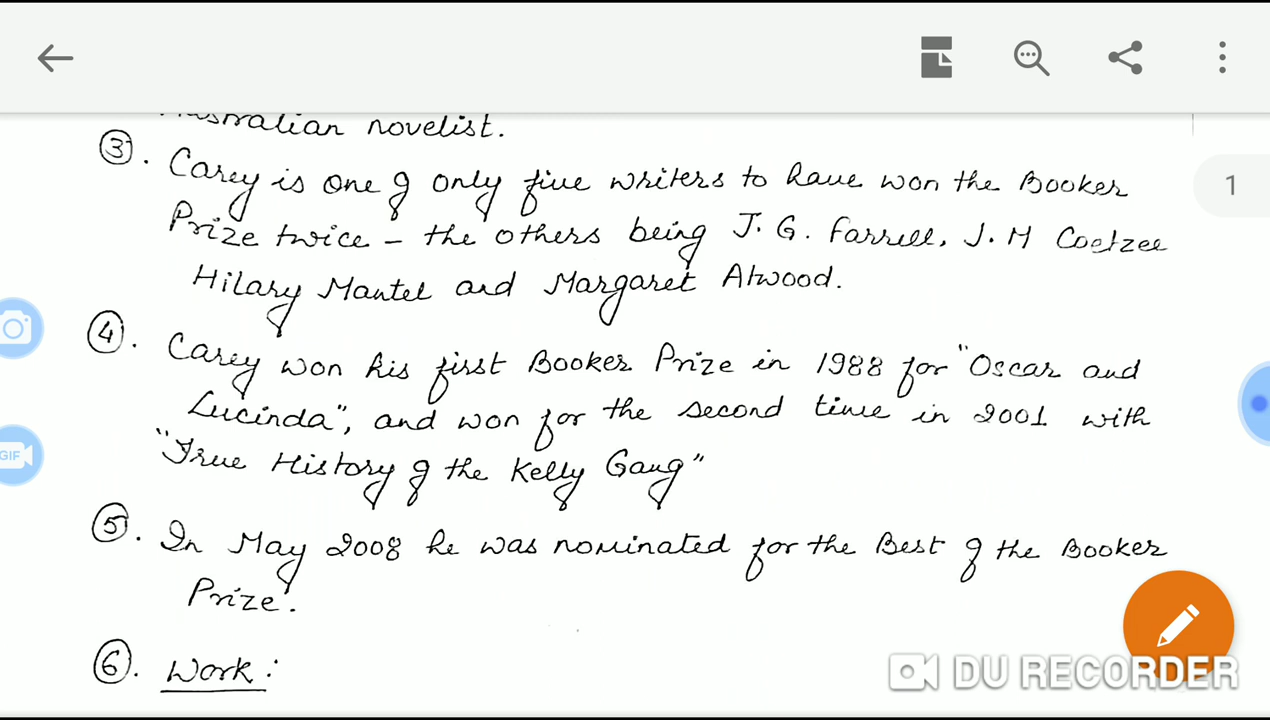 Australian novelist.
1
③. Carey is one of only five writers to have won the Booker
Prize twice – the others being J. G. Farrell, J. M Coetzee
Hilary Mantel and Margaret Atwood.
④. Carey won his first Booker Prize in 1988 for "Oscar and
Lucinda", and won for the second time in 2001 with
"True History of the Kelly Gang"
GIF
⑤. In May 2008 he was nominated for the Best of the Booker
Prize.
⑥. Work:
DU RECORDER